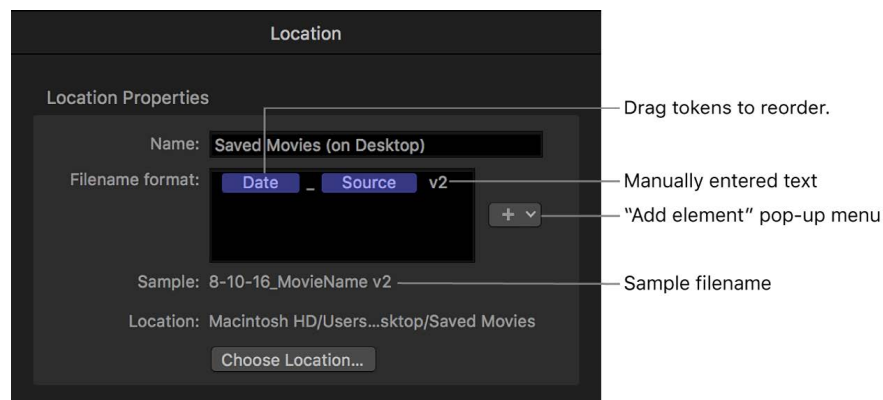 Location
Location Properties
Drag tokens to reorder.
Name: Saved Movies (on Desktop)
Filename format: Date _ Source v2
Manually entered text
+
“Add element” pop-up menu
Sample: 8-10-16_MovieName v2
Sample filename
Location: Macintosh HD/Users...sktop/Saved Movies
Choose Location...